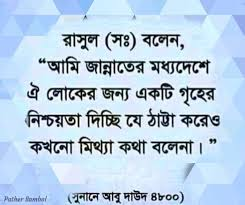 রাসুল (সঃ) বলেন,
“আমি জান্নাতের মধ্যদেশে
ঐ লোকের জন্য একটি গৃহের
নিশ্চয়তা দিচ্ছি যে ঠাট্টা করেও
কখনো মিথ্যা কথা বলেনা। ”
(সুনানে আবু দাউদ ৪৮০০)
Pather Sambol